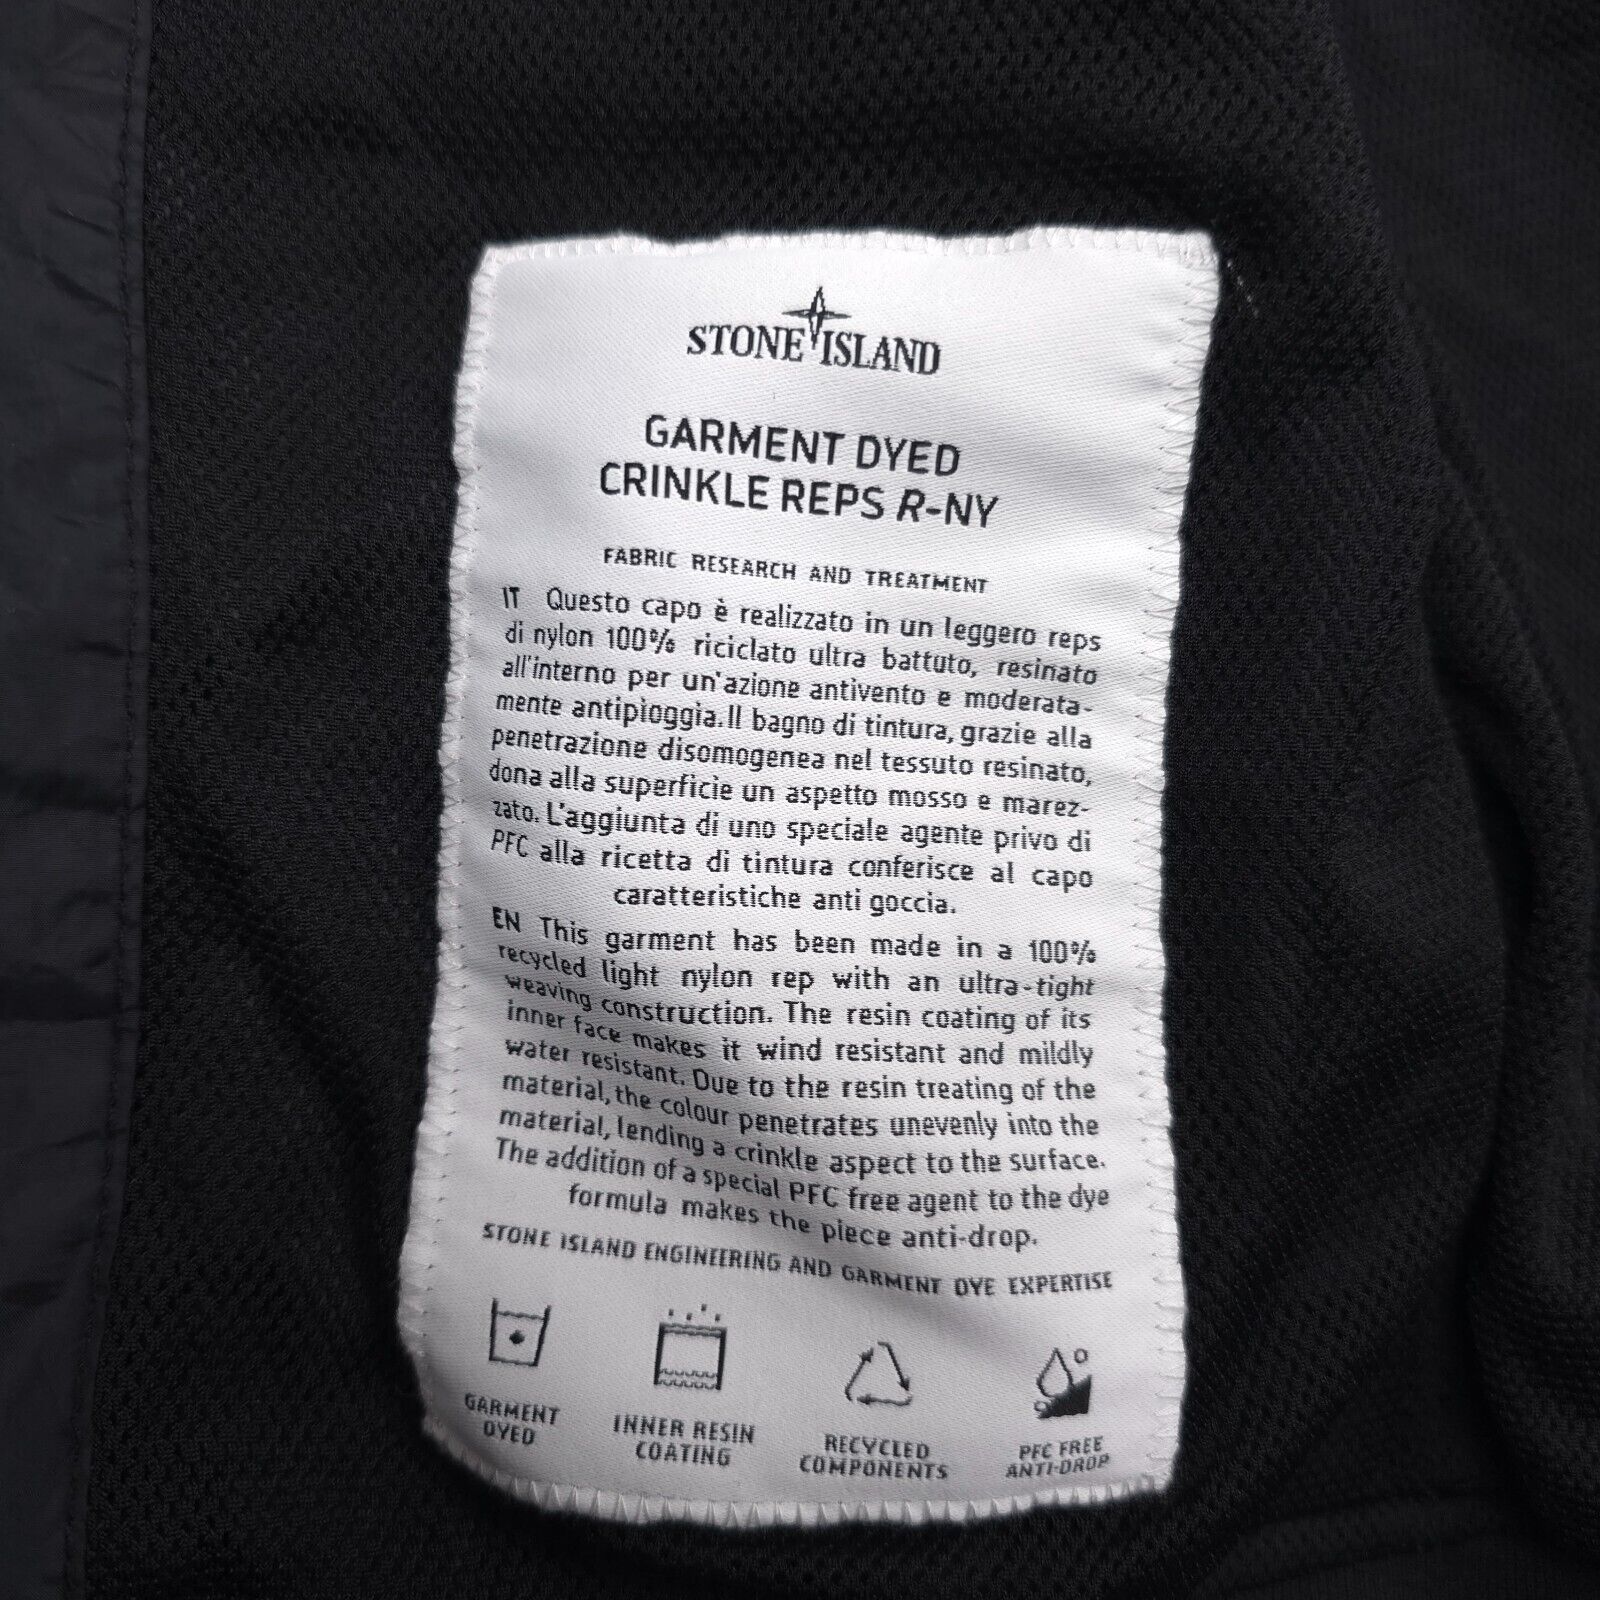 STONE ISLAND
GARMENT DYED
CRINKLE REPS R-NY
FABRIC RESEARCH AND TREATMENT
IT Questo capo è realizzato in un leggero reps
di nylon 100% riciclato ultra battuto, resinato
all'interno per un'azione antivento e moderata-
mente antipioggia. Il bagno di tintura, grazie alla
penetrazione disomogenea nel tessuto resinato,
dona alla superficie un aspetto mosso e marez-
zato. L'aggiunta di uno speciale agente privo di
PFC alla ricetta di tintura conferisce al capo
caratteristiche anti goccia.
EN This garment has been made in a 100%
recycled light nylon rep with an ultra-tight
weaving construction. The resin coating of its
inner face makes it wind resistant and mildly
water resistant. Due to the resin treating of the
material, the colour penetrates unevenly into the
material, lending a crinkle aspect to the surface.
The addition of a special PFC free agent to the dye
formula makes the piece anti-drop.
STONE ISLAND ENGINEERING AND GARMENT DYE EXPERTISE
GARMENT
DYED
INNER RESIN
COATING
RECYCLED
COMPONENTS
PFC FREE
ANTI-DROP